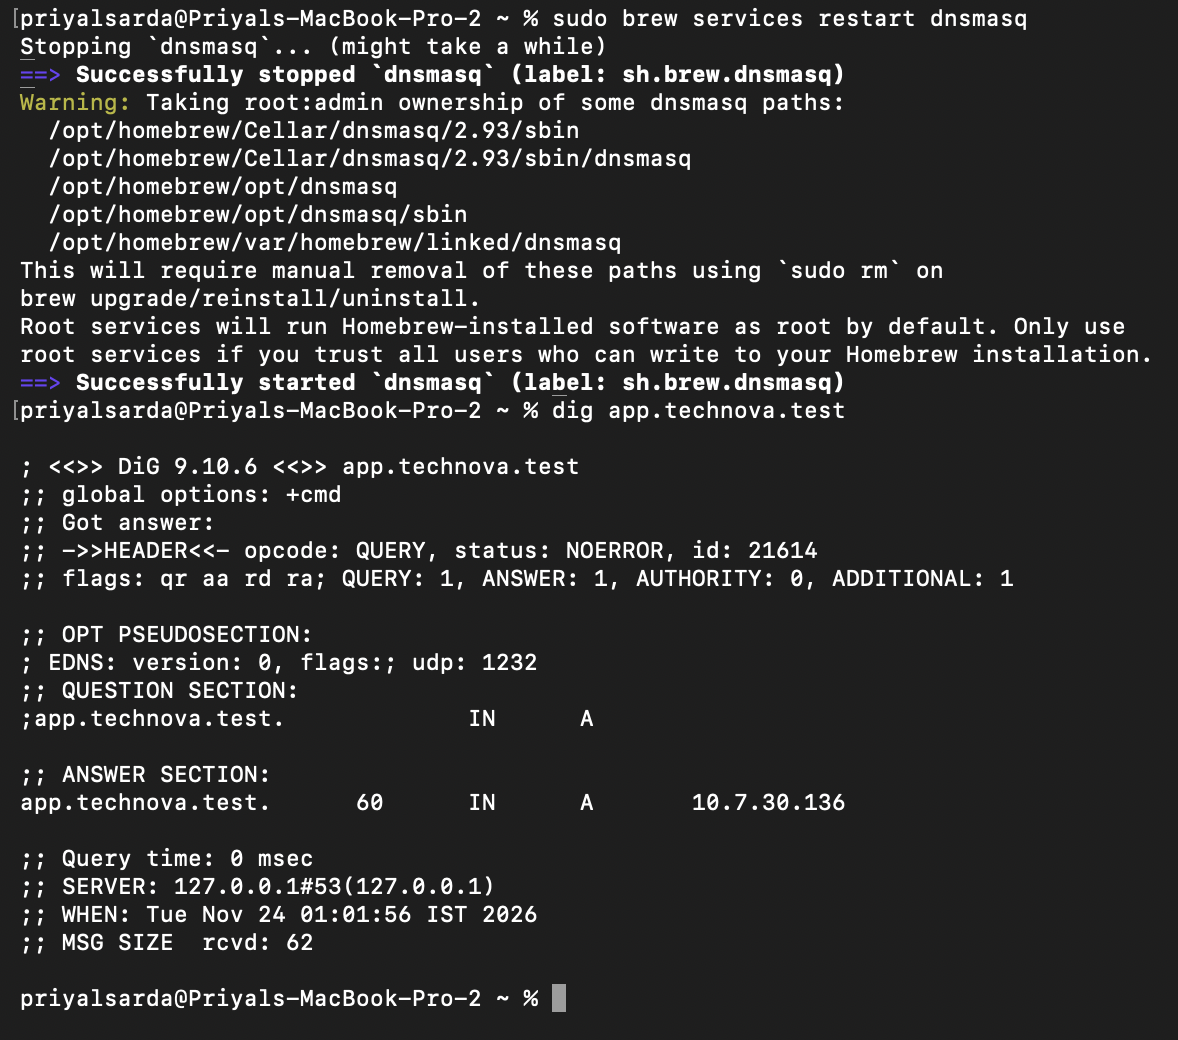 [priyalsarda@Priyals-MacBook-Pro-2 ~ % sudo brew services restart dnsmasq
Stopping `dnsmasq`... (might take a while)
==> Successfully stopped `dnsmasq` (label: sh.brew.dnsmasq)
Warning: Taking root:admin ownership of some dnsmasq paths:
  /opt/homebrew/Cellar/dnsmasq/2.93/sbin
  /opt/homebrew/Cellar/dnsmasq/2.93/sbin/dnsmasq
  /opt/homebrew/opt/dnsmasq
  /opt/homebrew/opt/dnsmasq/sbin
  /opt/homebrew/var/homebrew/linked/dnsmasq
This will require manual removal of these paths using `sudo rm` on
brew upgrade/reinstall/uninstall.
Root services will run Homebrew-installed software as root by default. Only use
root services if you trust all users who can write to your Homebrew installation.
==> Successfully started `dnsmasq` (label: sh.brew.dnsmasq)
[priyalsarda@Priyals-MacBook-Pro-2 ~ % dig app.technova.test

; <<>> DiG 9.10.6 <<>> app.technova.test
;; global options: +cmd
;; Got answer:
;; ->>HEADER<<- opcode: QUERY, status: NOERROR, id: 21614
;; flags: qr aa rd ra; QUERY: 1, ANSWER: 1, AUTHORITY: 0, ADDITIONAL: 1

;; OPT PSEUDOSECTION:
; EDNS: version: 0, flags:; udp: 1232
;; QUESTION SECTION:
;app.technova.test.		IN	A

;; ANSWER SECTION:
app.technova.test.	60	IN	A	10.7.30.136

;; Query time: 0 msec
;; SERVER: 127.0.0.1#53(127.0.0.1)
;; WHEN: Tue Nov 24 01:01:56 IST 2026
;; MSG SIZE  rcvd: 62

priyalsarda@Priyals-MacBook-Pro-2 ~ %